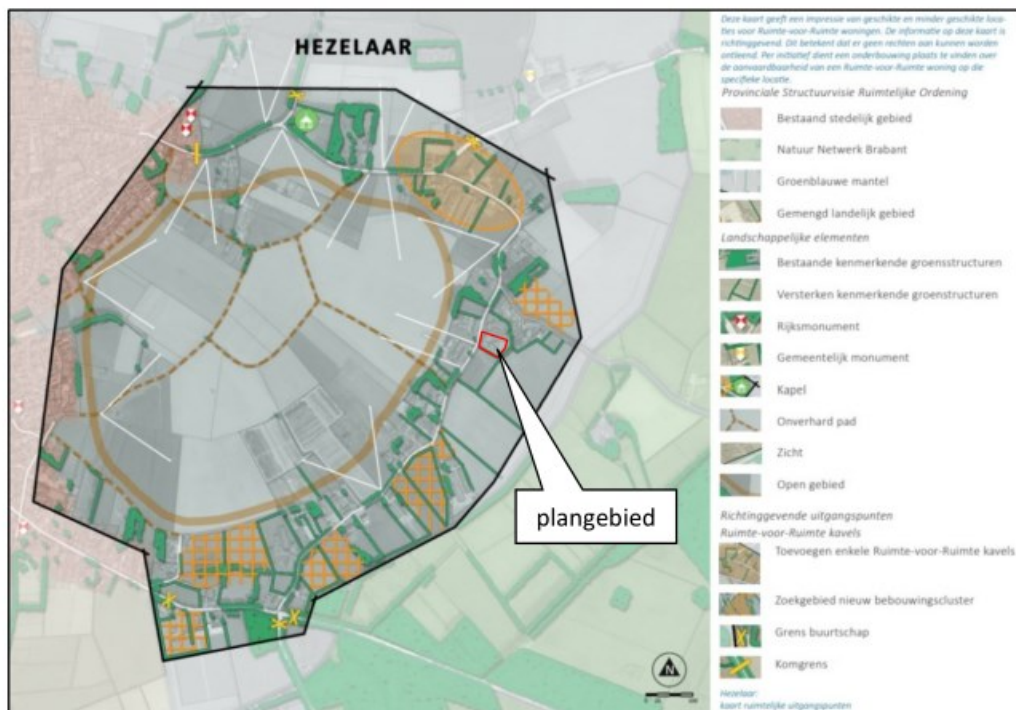 HEZELAAR
plangebied
N
Deze kaart geeft een impressie van geschikte en minder geschikte loca-
ties voor Ruimte-voor-Ruimte woningen. De informatie op deze kaart is
richtinggevend. Dit betekent dat er geen rechten aan kunnen worden
ontleend. Per initiatief dient een onderbouwing plaats te vinden over
de aanvaardbaarheid van een Ruimte-voor-Ruimte woning op die
specifieke locatie.
Provinciale Structuurvisie Ruimtelijke Ordening
Bestaand stedelijk gebied
Natuur Netwerk Brabant
Groenblauwe mantel
Gemengd landelijk gebied
Landschappelijke elementen
Bestaande kenmerkende groensstructuren
Versterken kenmerkende groenstructuren
Rijksmonument
Gemeentelijk monument
Kapel
Onverhard pad
Zicht
Open gebied
Richtinggevende uitgangspunten
Ruimte-voor-Ruimte kavels
Toevoegen enkele Ruimte-voor-Ruimte kavels
Zoekgebied nieuw bebouwingscluster
Grens buurtschap
Komgrens
Hezelaar:
kaart ruimtelijke uitgangspunten